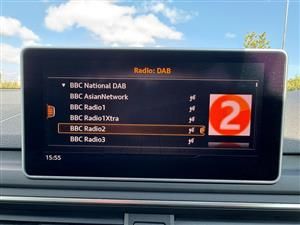 Radio: DAB
BBC National DAB
BBC AsianNetwork
BBC Radio1
BBC Radio1Xtra
BBC Radio2
BBC Radio3
2
15:55